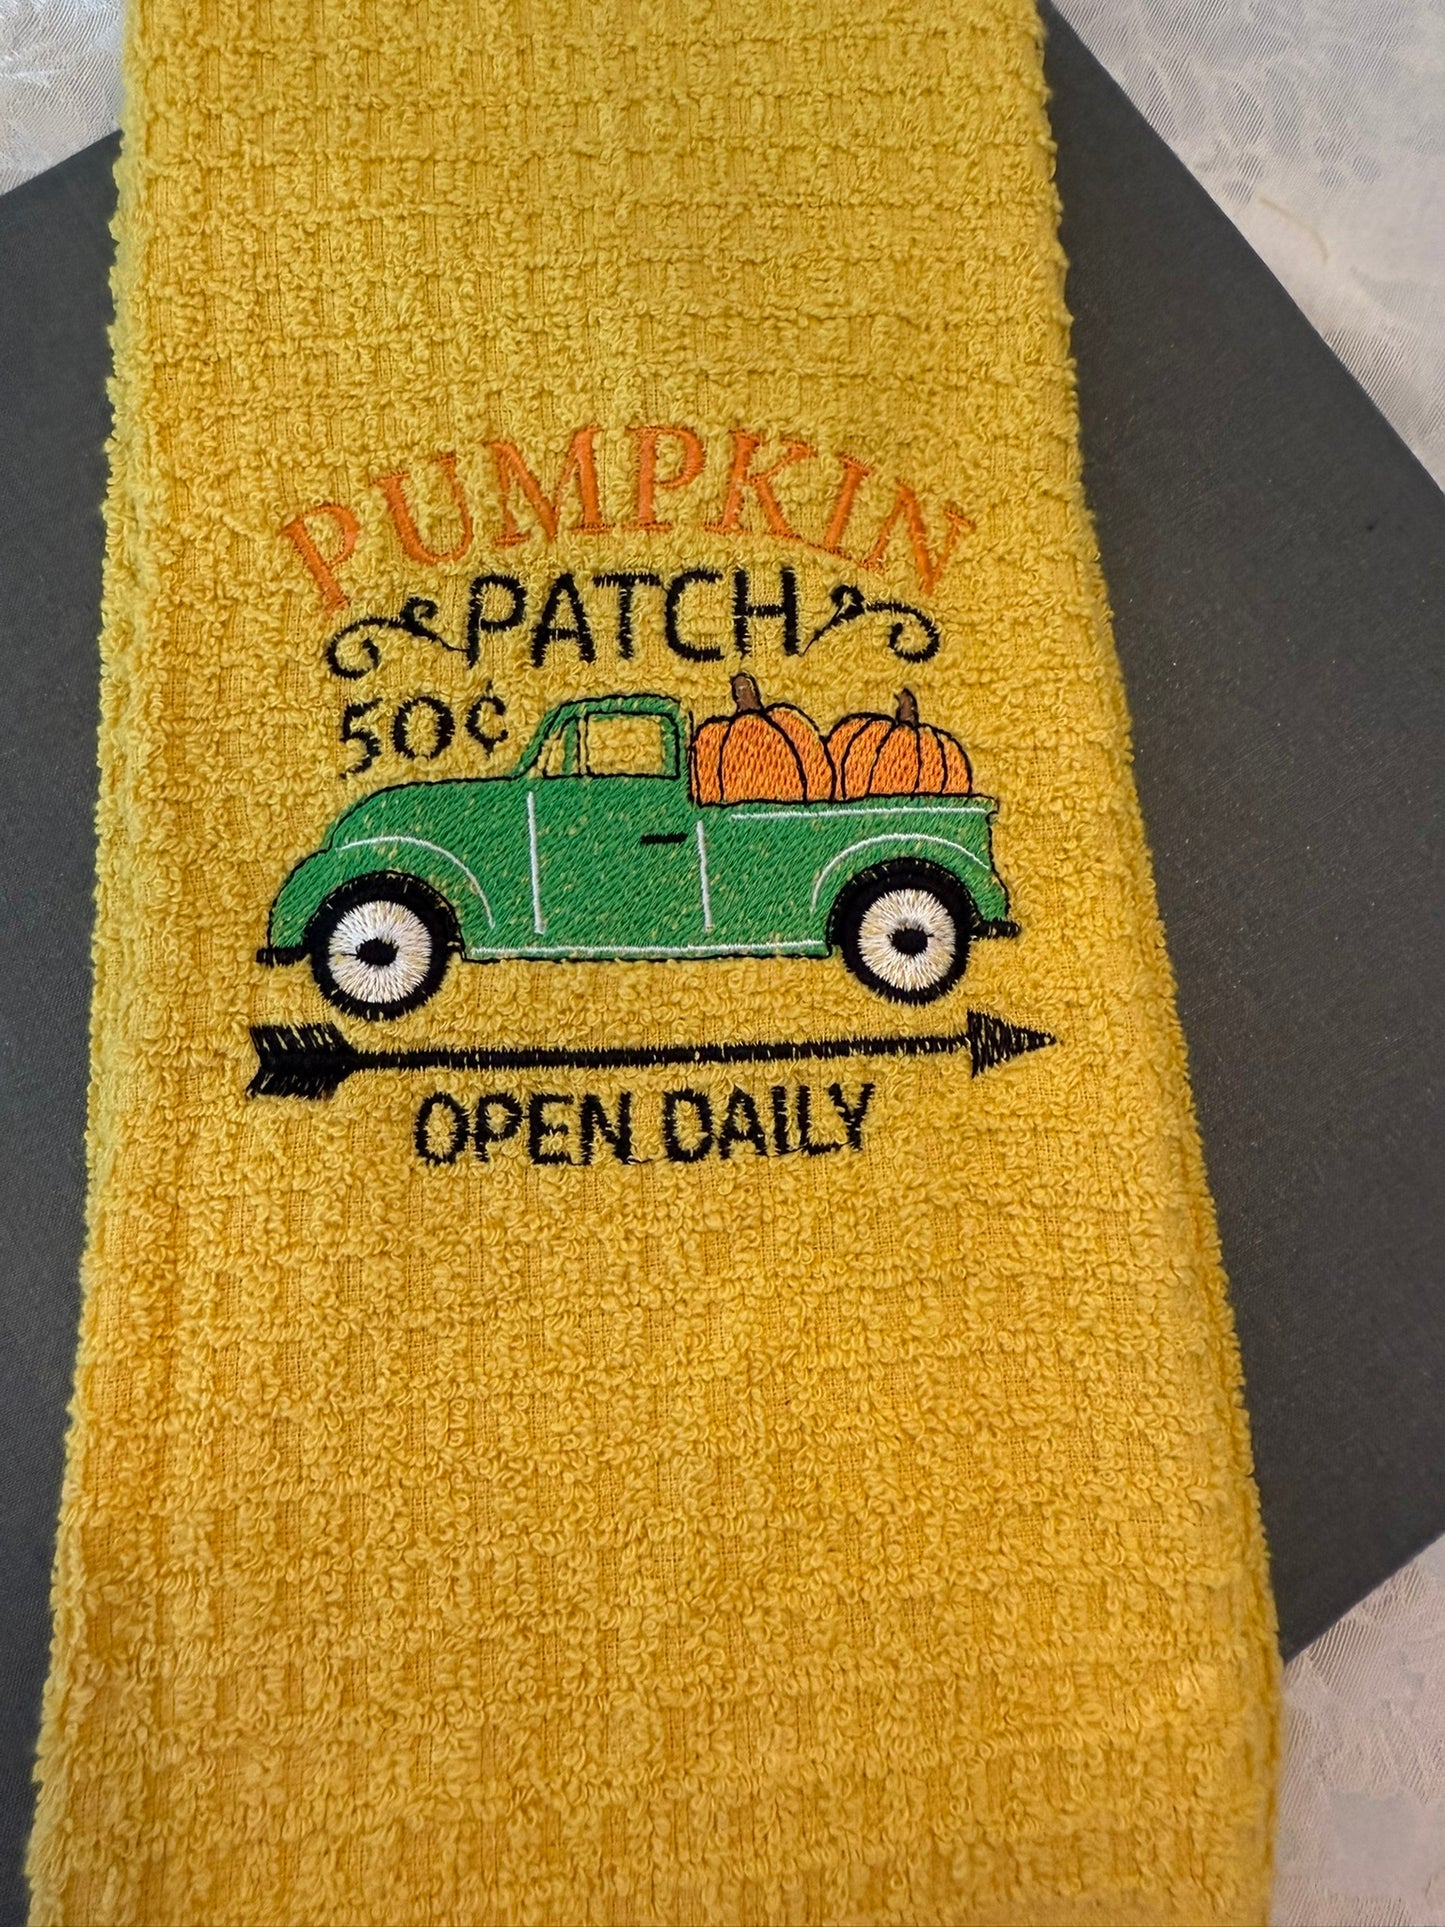 PUMPKIN
PATCH
50¢
OPEN DAILY